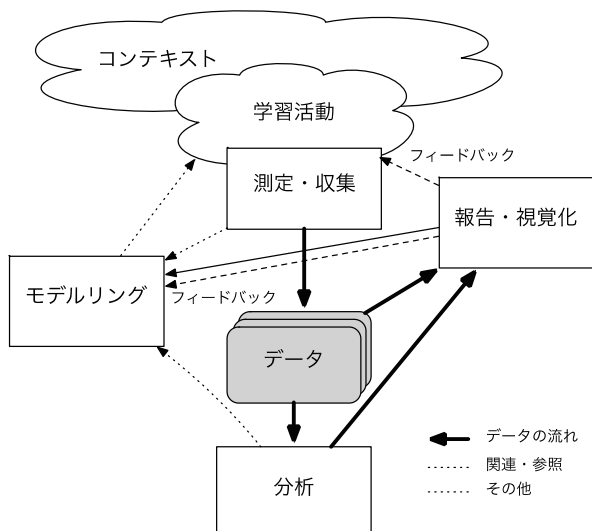 コンテキスト
学習活動
フィードバック
測定・収集
報告・視覚化
モデルリング
フィードバック
データ
データの流れ
関連・参照
その他
分析